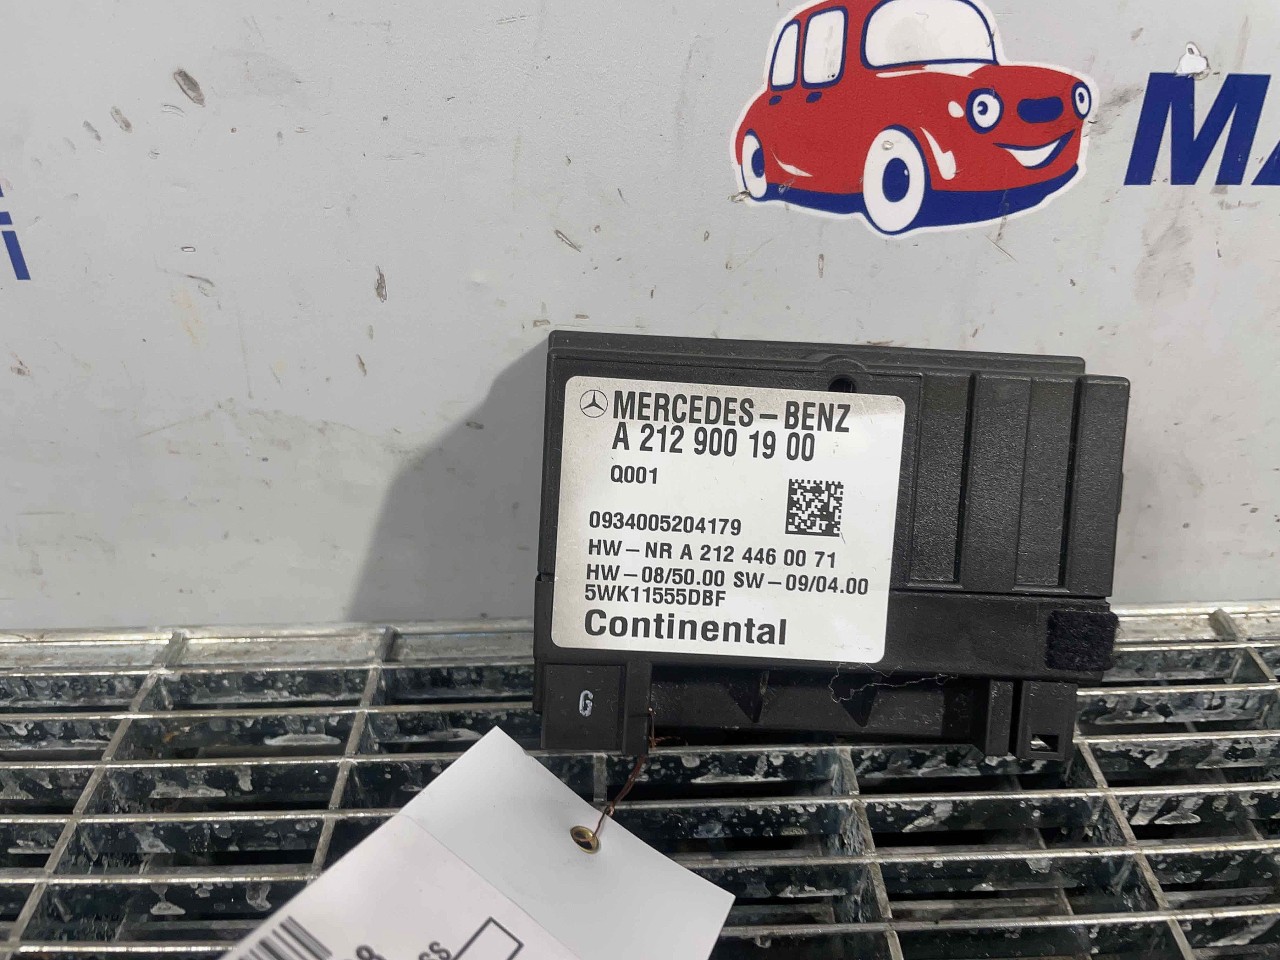 MERCEDES-BENZ
A 212 900 19 00
Q001
0934005204179
HW-NR A 212 446 00 71
HW-08/50.00 SW-09/04.00
5WK11555DBF
Continental
G